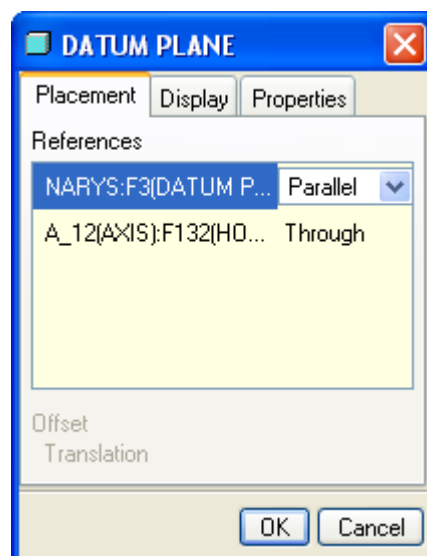 DATUM PLANE
Placement Display Properties
References
NARYS:F3(DATUM P... Parallel
A_12(AXIS):F132(HO... Through
Offset
Translation
OK Cancel